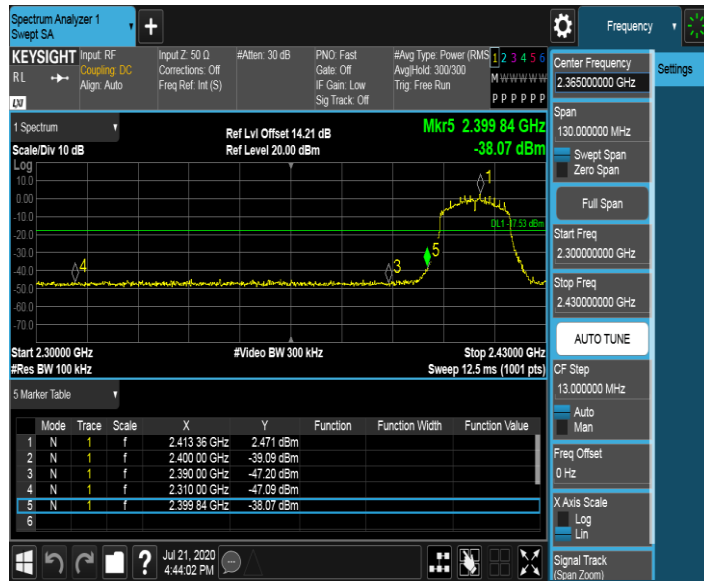 Spectrum Analyzer 1
Swept SA
+
Frequency
KEYSIGHT
RL
LXI
Input: RF
Coupling: DC
Align: Auto
Input Z: 50 Ω
Corrections: Off
Freq Ref: Int (S)
#Atten: 30 dB
PNO: Fast
Gate: Off
IF Gain: Low
Sig Track: Off
#Avg Type: Power (RMS
Avg|Hold: 300/300
Trig: Free Run
1 2 3 4 5 6
M W W W W W
P P P P P P
Center Frequency
2.365000000 GHz
Settings
Span
130.000000 MHz
Swept Span
Zero Span
Full Span
Start Freq
2.300000000 GHz
Stop Freq
2.430000000 GHz
AUTO TUNE
CF Step
13.000000 MHz
Auto
Man
Freq Offset
0 Hz
X Axis Scale
Log
Lin
Signal Track
(Span Zoom)
1 Spectrum
Scale/Div 10 dB
Ref Lvl Offset 14.21 dB
Ref Level 20.00 dBm
Mkr5 2.399 84 GHz
-38.07 dBm
Log
10.0
0.00
-10.0
-20.0
-30.0
-40.0
-50.0
-60.0
-70.0
1
DL1 -17.53 dBm
5
4
3
Start 2.30000 GHz
#Res BW 100 kHz
#Video BW 300 kHz
Stop 2.43000 GHz
Sweep 12.5 ms (1001 pts)
5 Marker Table
Mode Trace Scale X Y Function Function Width Function Value
1 N 1 f 2.413 36 GHz 2.471 dBm
2 N 1 f 2.400 00 GHz -39.09 dBm
3 N 1 f 2.390 00 GHz -47.20 dBm
4 N 1 f 2.310 00 GHz -47.09 dBm
5 N 1 f 2.399 84 GHz -38.07 dBm
6
?
Jul 21, 2020
4:44:02 PM